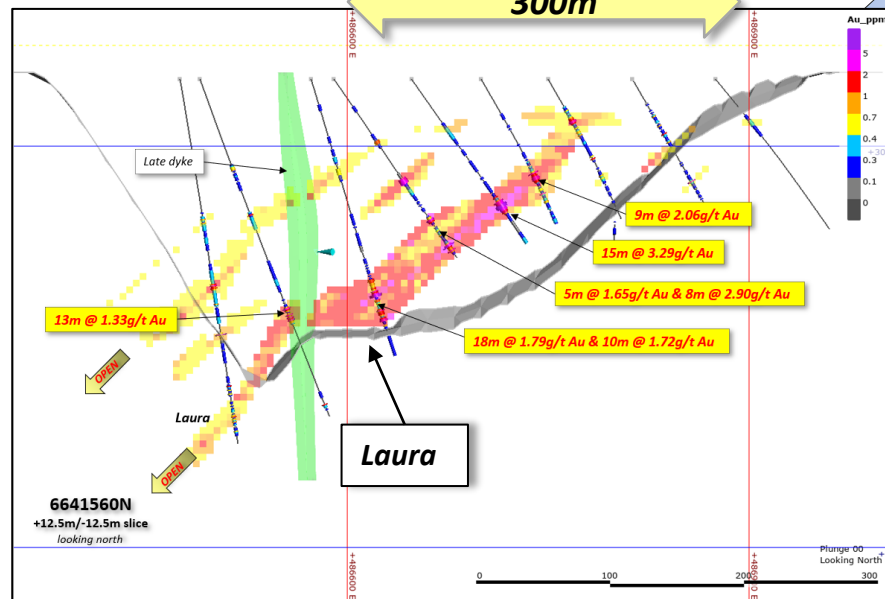 300m
+486600 E
+486900 E
Au_ppm
5
2
1
0.7
0.4
0.3
0.1
0
+30
Late dyke
9m @ 2.06g/t Au
15m @ 3.29g/t Au
5m @ 1.65g/t Au & 8m @ 2.90g/t Au
13m @ 1.33g/t Au
18m @ 1.79g/t Au & 10m @ 1.72g/t Au
OPEN
Laura
Laura
OPEN
6641560N
+12.5m/-12.5m slice
looking north
Plunge 00
Looking North
0
100
200
300
+486600 E
+486900 E